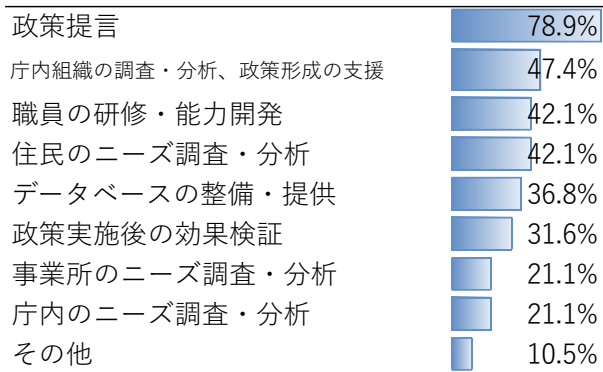 政策提言 78.9%
庁内組織の調査・分析、政策形成の支援 47.4%
職員の研修・能力開発 42.1%
住民のニーズ調査・分析 42.1%
データベースの整備・提供 36.8%
政策実施後の効果検証 31.6%
事業所のニーズ調査・分析 21.1%
庁内のニーズ調査・分析 21.1%
その他 10.5%